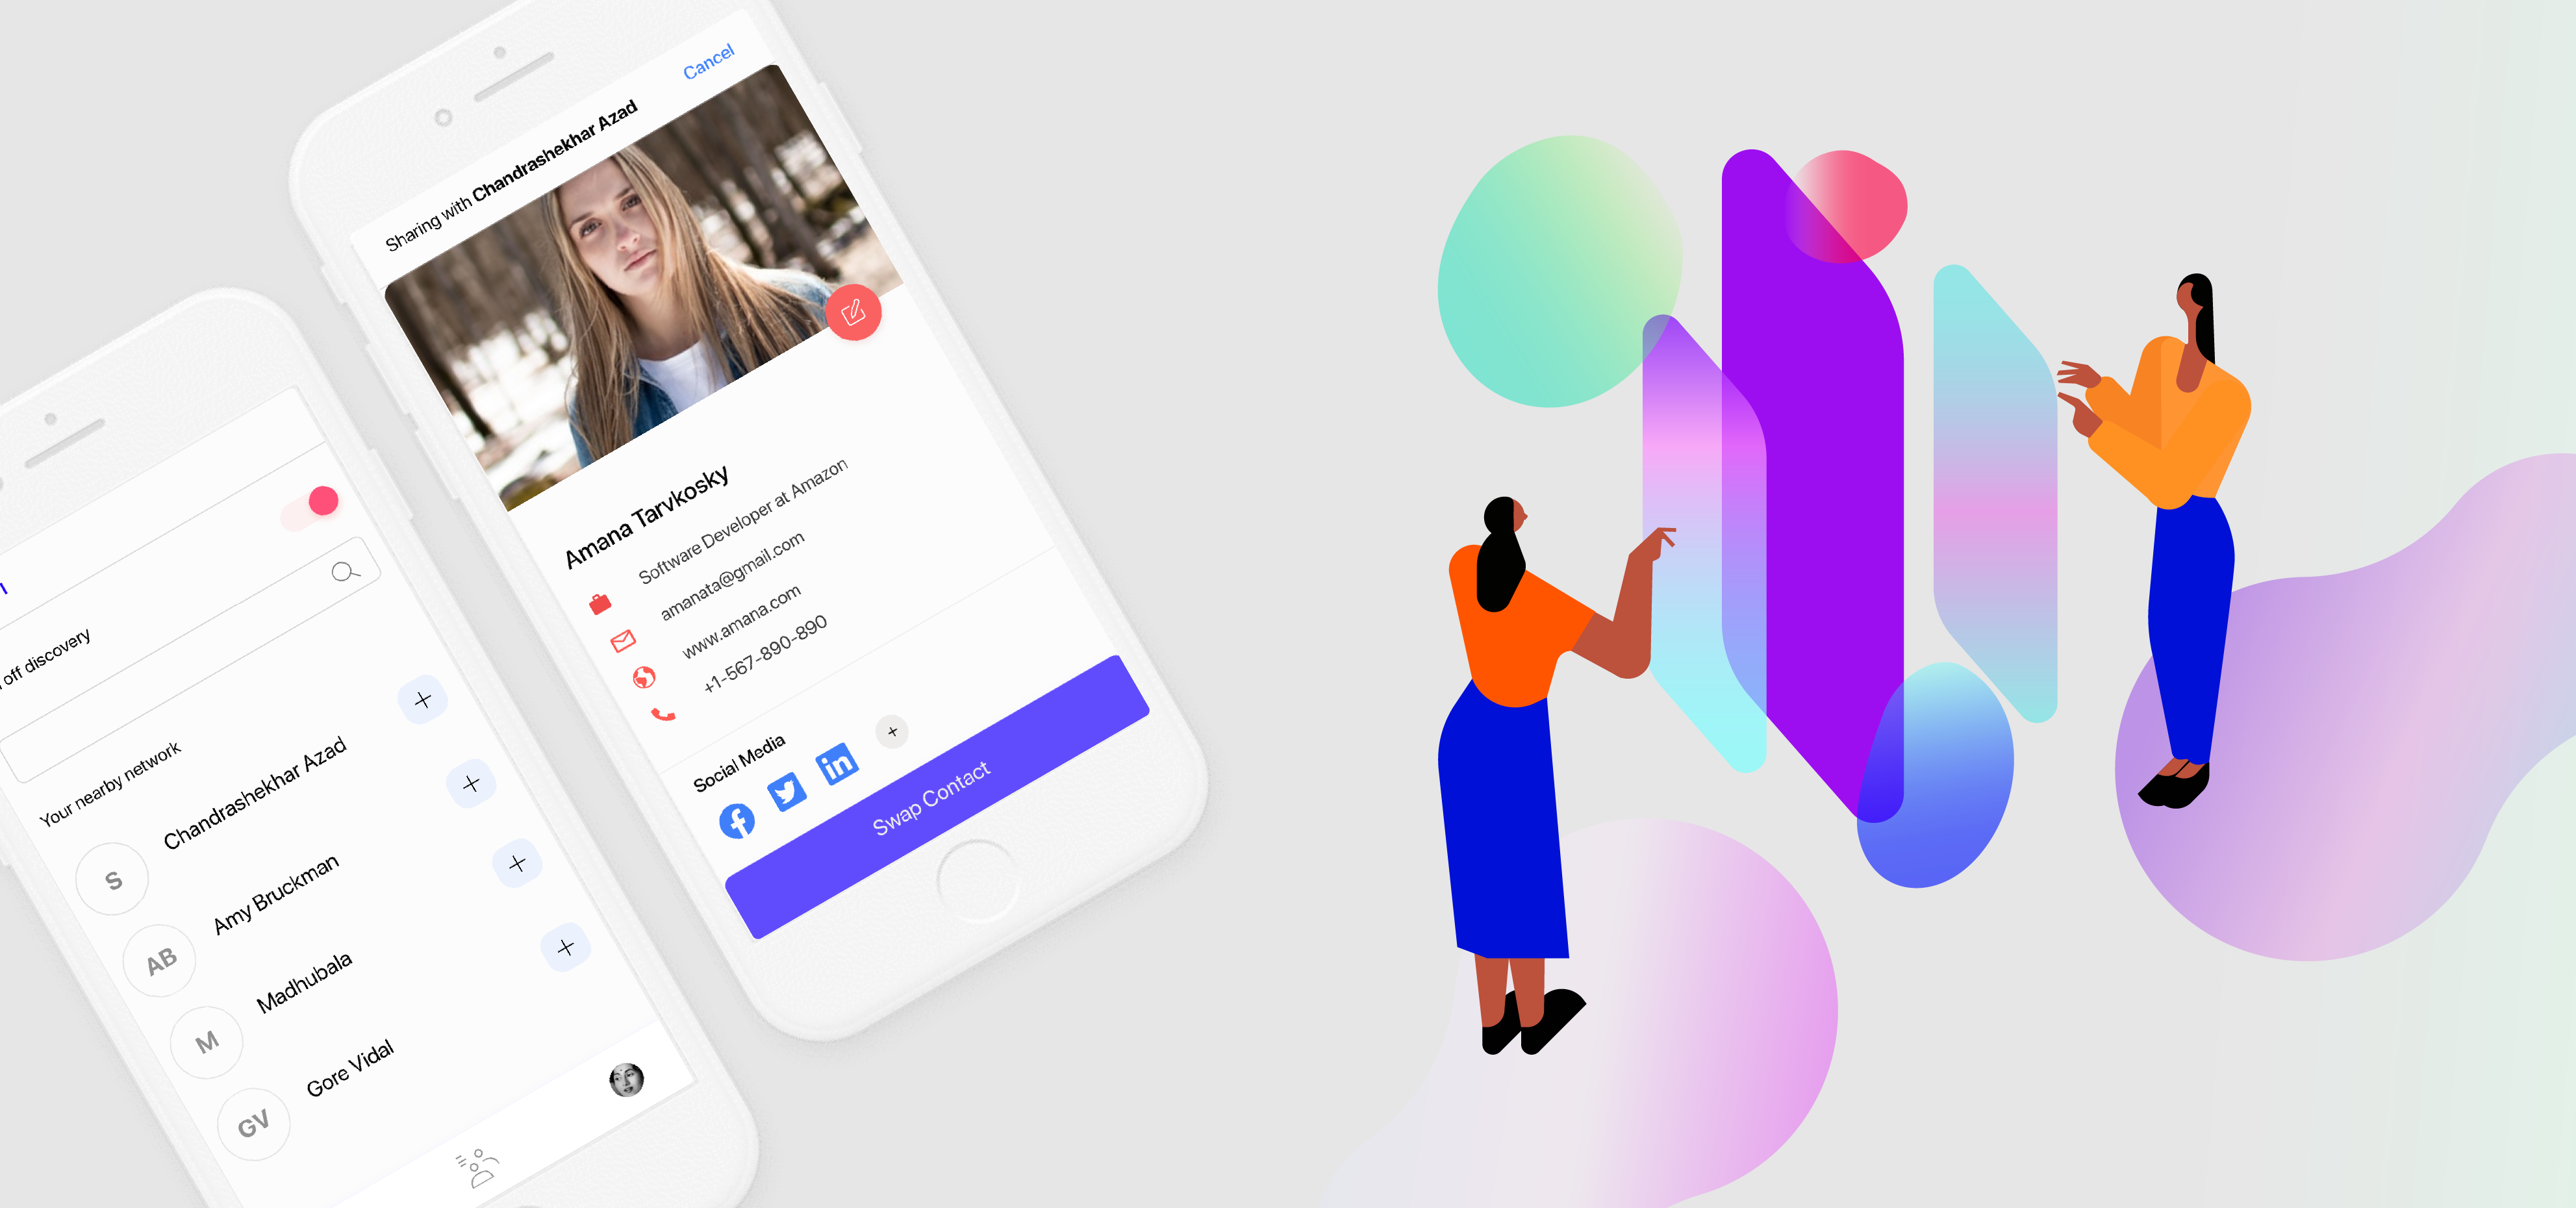 off discovery
Your nearby network
S
Chandrashekhar Azad
AB
Amy Bruckman
M
Madhubala
GV
Gore Vidal
Cancel
Sharing with Chandrashekhar Azad
Amana Tarvkosky
Software Developer at Amazon
amanata@gmail.com
www.amana.com
+1-567-890-890
Social Media
Swap Contact